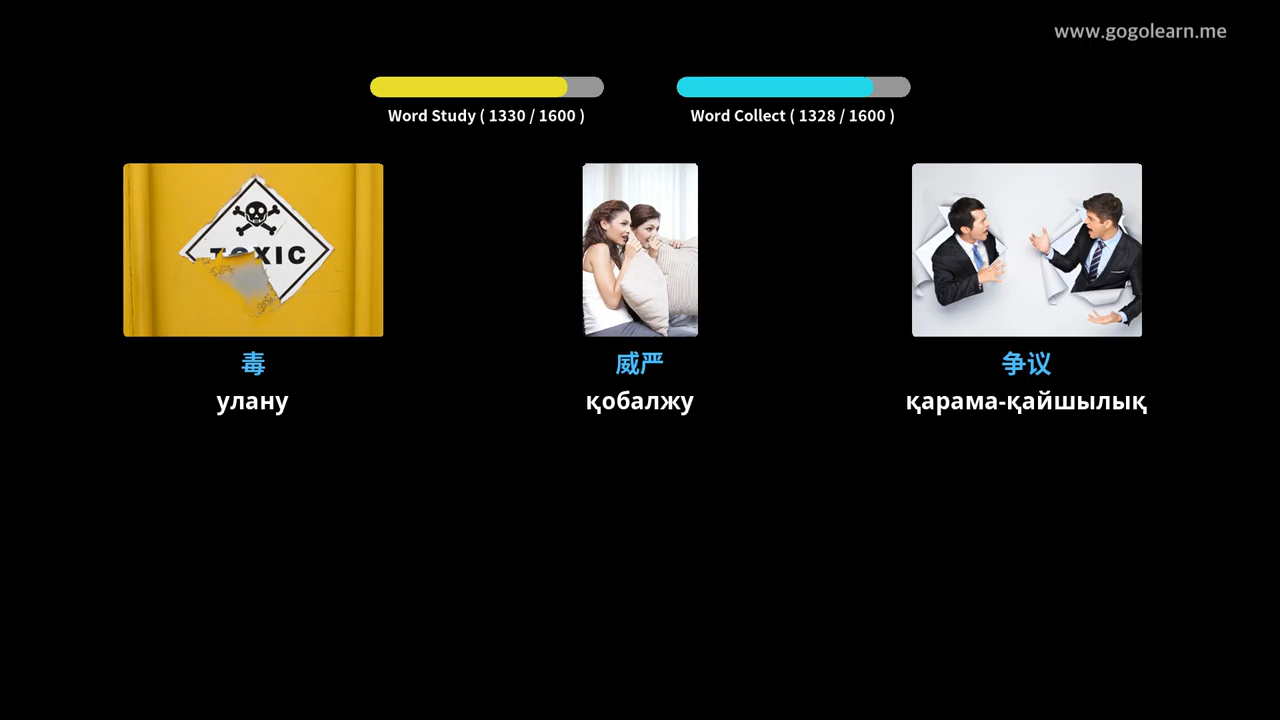 www.gogolearn.me
Word Study ( 1330 / 1600 )
Word Collect ( 1328 / 1600 )
TOXIC
毒
威严
争议
улану
қобалжу
қарама-қайшылық